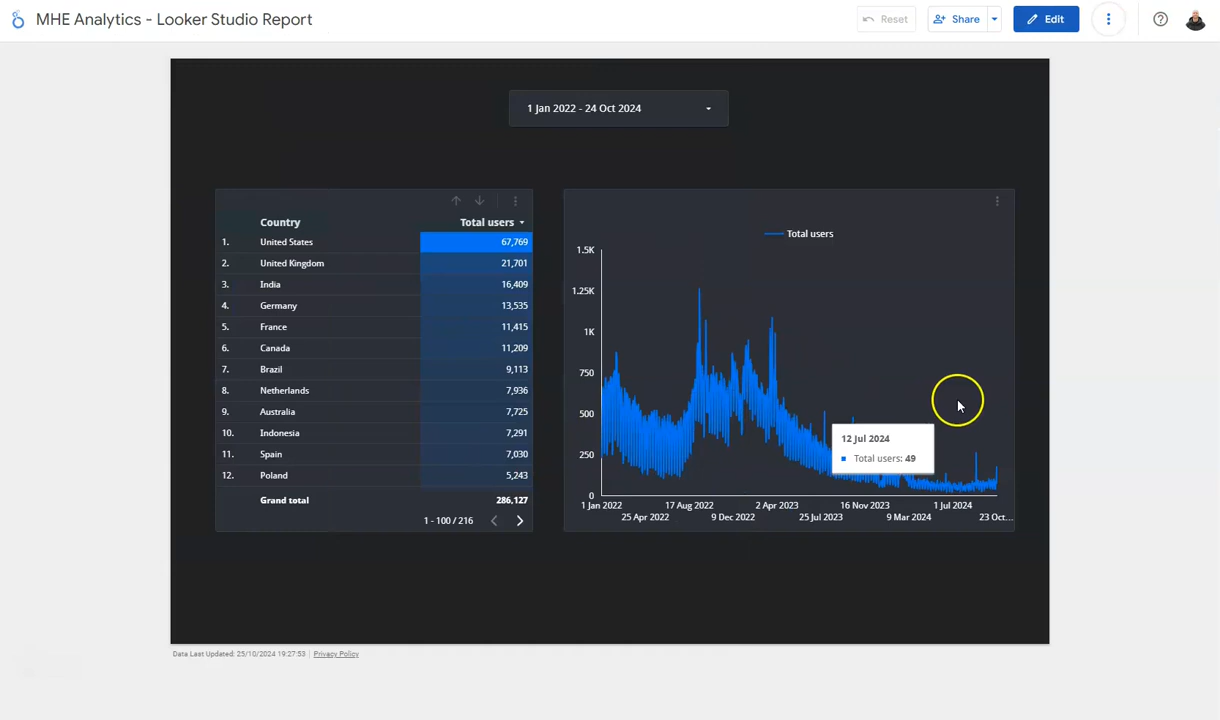 MHE Analytics - Looker Studio Report
Reset
Share
Edit
1 Jan 2022 - 24 Oct 2024
Country Total users
1. United States 67,769
2. United Kingdom 21,701
3. India 16,409
4. Germany 13,535
5. France 11,415
6. Canada 11,209
7. Brazil 9,113
8. Netherlands 7,936
9. Australia 7,725
10. Indonesia 7,291
11. Spain 7,030
12. Poland 5,243
Grand total 286,127
1 - 100 / 216
Total users
1.5K
1.25K
1K
750
500
250
0
12 Jul 2024
Total users: 49
1 Jan 2022 17 Aug 2022 2 Apr 2023 16 Nov 2023 1 Jul 2024
25 Apr 2022 9 Dec 2022 25 Jul 2023 9 Mar 2024 23 Oct...
Data Last Updated: 25/10/2024 19:27:53 | Privacy Policy